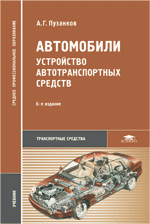 А. Г. Пузанков
АВТОМОБИЛИ
УСТРОЙСТВО
АВТОТРАНСПОРТНЫХ
СРЕДСТВ
6-е издание
ТРАНСПОРТНЫЕ СРЕДСТВА
СРЕДНЕЕ ПРОФЕССИОНАЛЬНОЕ ОБРАЗОВАНИЕ
УЧЕБНИК